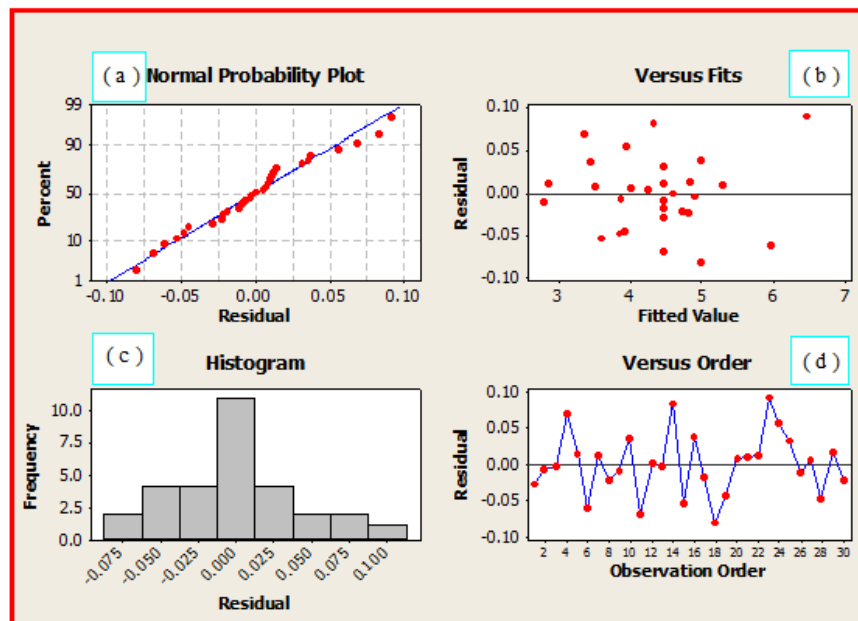 (a) Normal Probability Plot
99
90
50
10
1
Percent
-0.10 -0.05 0.00 0.05 0.10
Residual
Versus Fits (b)
0.10
0.05
0.00
-0.05
-0.10
Residual
3 4 5 6 7
Fitted Value
(c) Histogram
10.0
7.5
5.0
2.5
0.0
Frequency
-0.075 -0.050 -0.025 0.000 0.025 0.050 0.075 0.100
Residual
Versus Order (d)
0.10
0.05
0.00
-0.05
-0.10
Residual
2 4 6 8 10 12 14 16 18 20 22 24 26 28 30
Observation Order